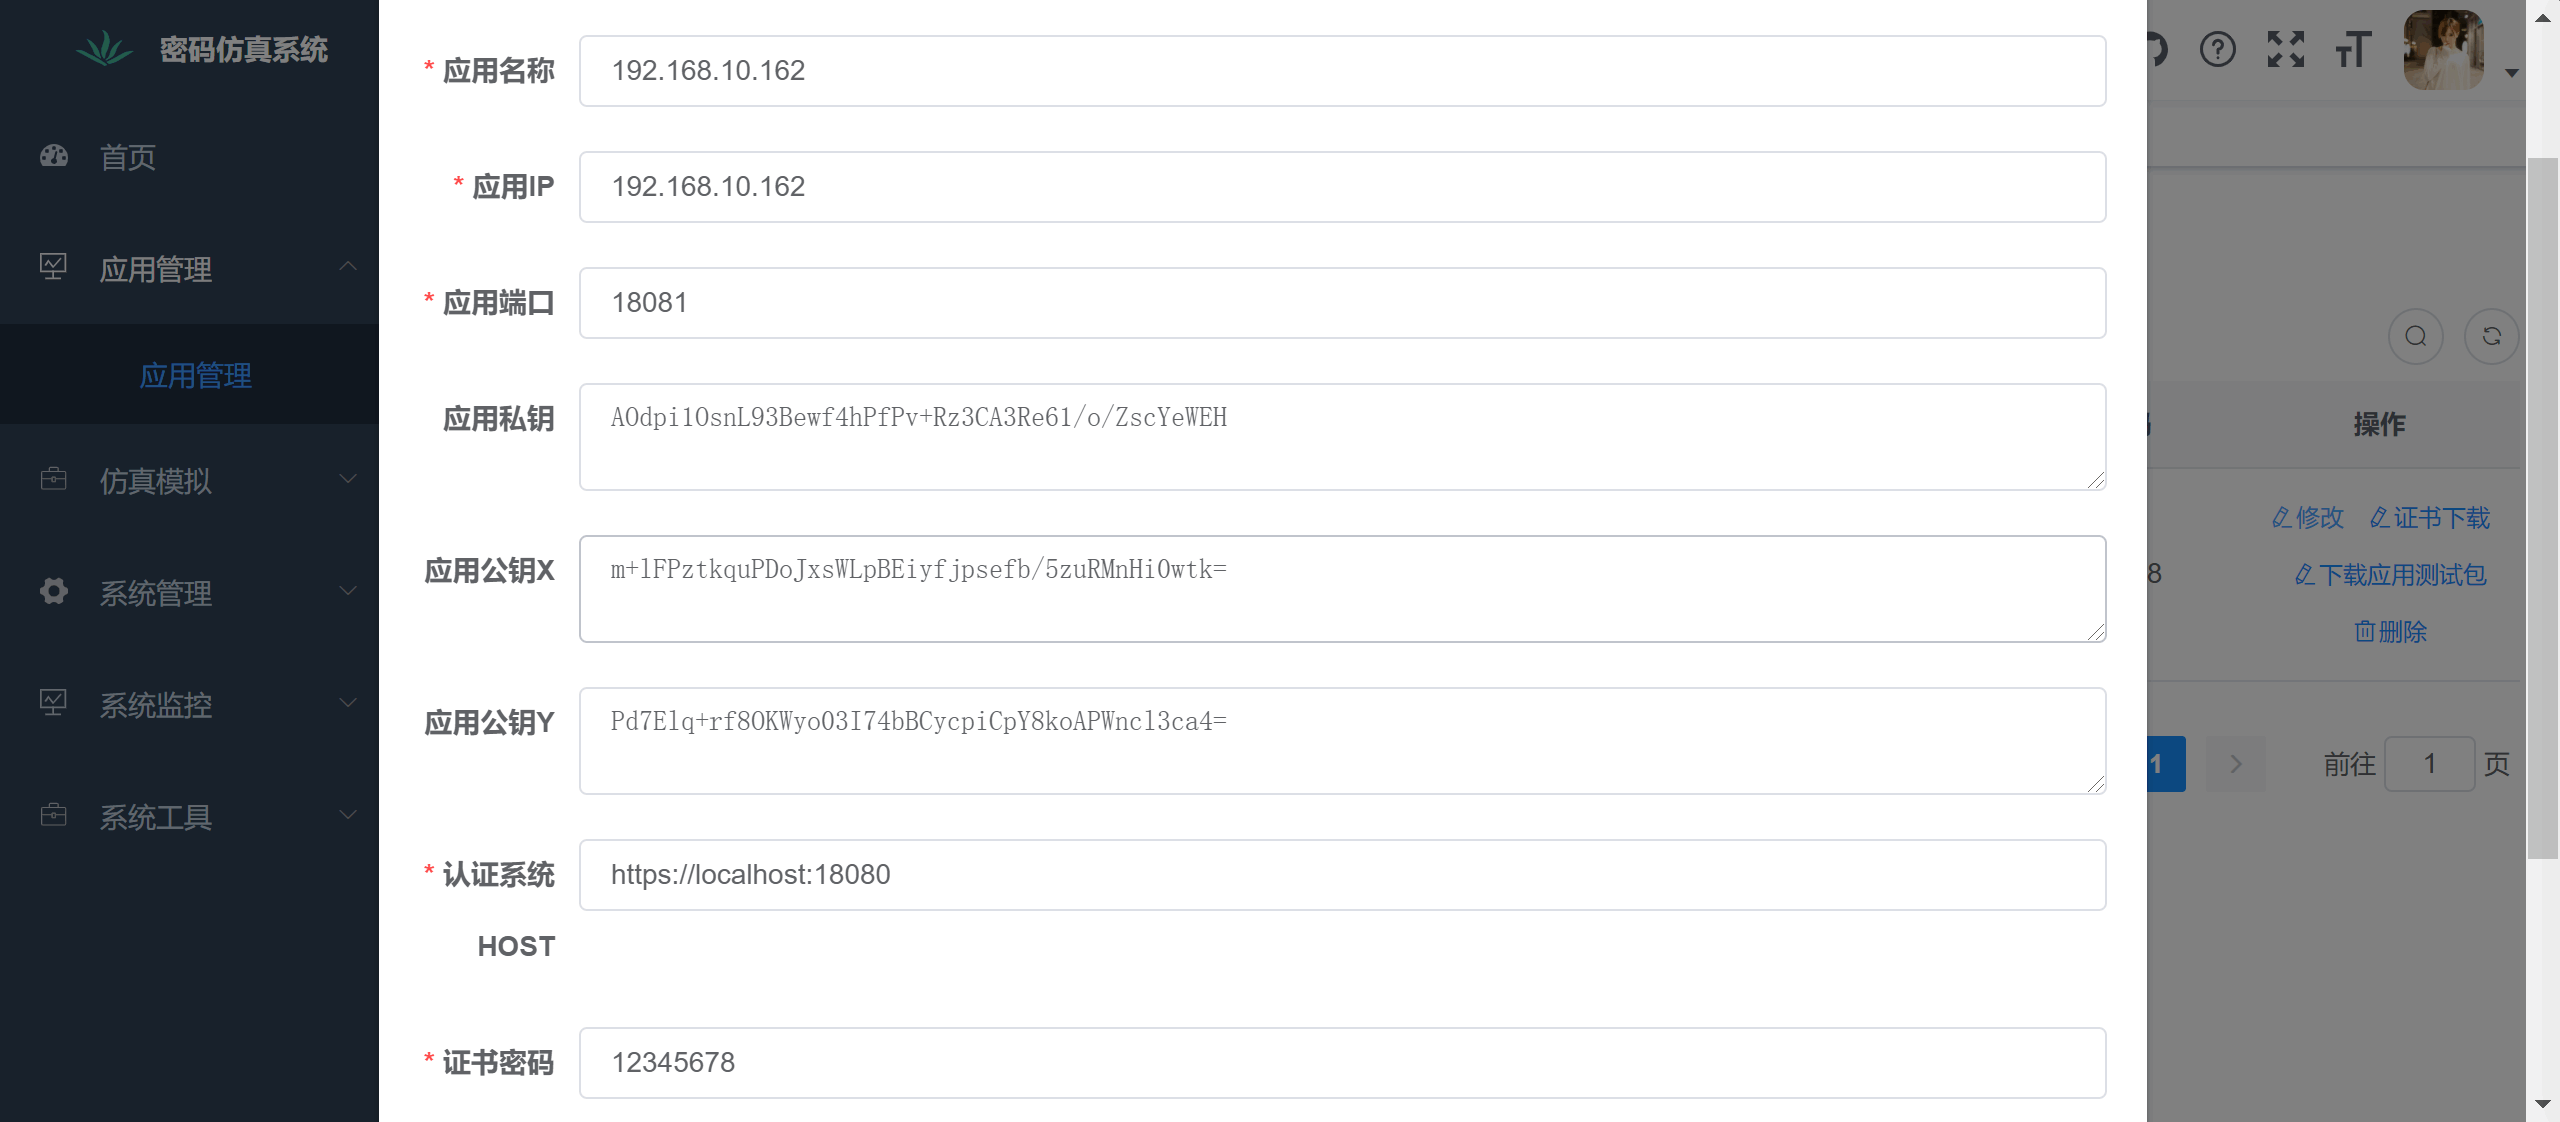 密码仿真系统
首页
应用管理
应用管理
仿真模拟
系统管理
系统监控
系统工具
* 应用名称
192.168.10.162
* 应用IP
192.168.10.162
* 应用端口
18081
应用私钥
AOdpi1OsnL93Bewf4hPfPv+Rz3CA3Re61/o/ZscYeWEH
应用公钥X
m+lFPztkquPDoJxsWLpBEiyfjpsefb/5zuRMnHiOwtk=
应用公钥Y
Pd7Elq+rf8OKWyoO3I74bBCycpiCpY8koAPWncl3ca4=
* 认证系统
HOST
https://localhost:18080
* 证书密码
12345678
操作
修改 证书下载
8
下载应用测试包
删除
1
前往 1 页